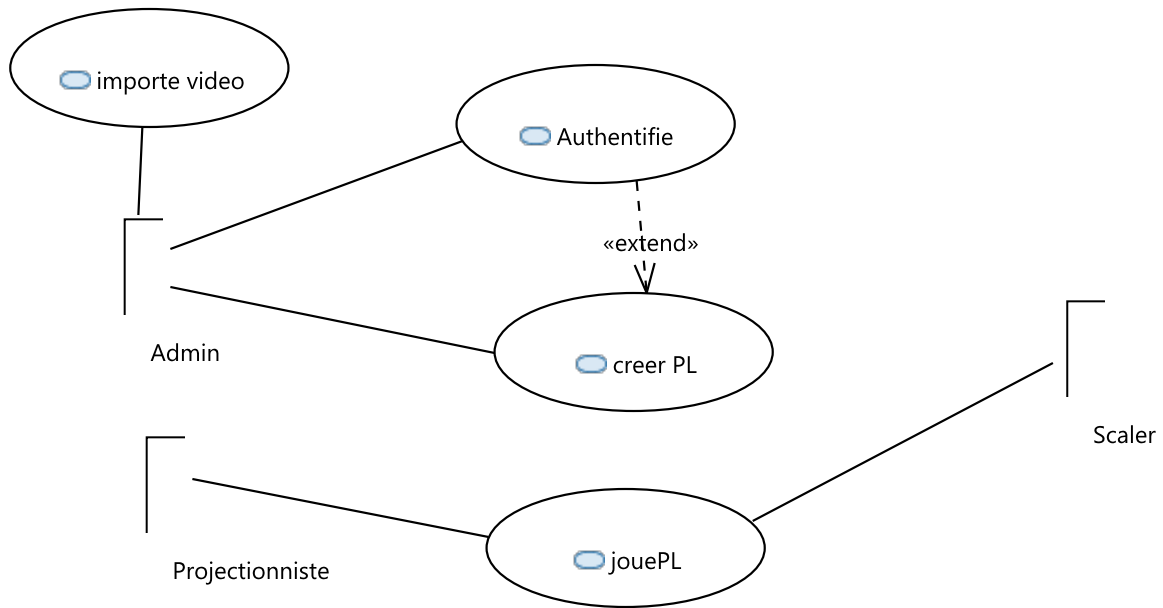 importe video
Authentifie
«extend»
Admin
creer PL
Scaler
Projectionniste
jouePL